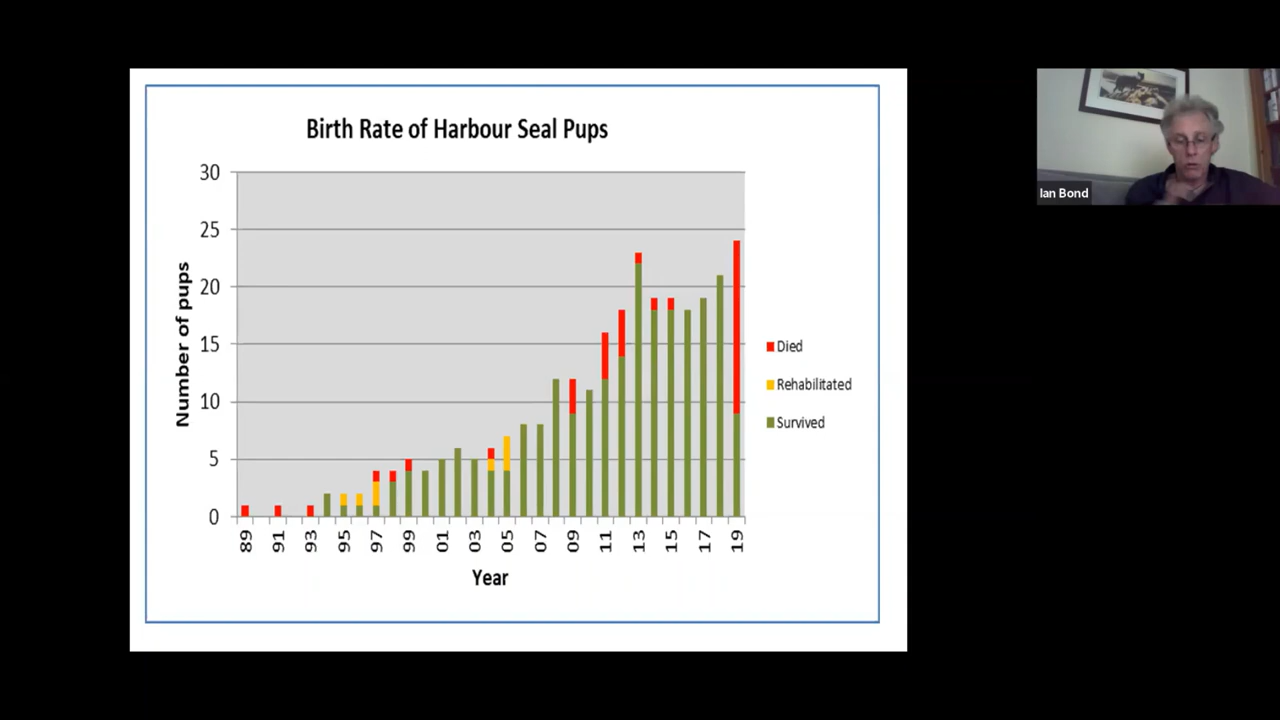 Birth Rate of Harbour Seal Pups
30
25
20
15
10
5
0
Number of pups
89 91 93 95 97 99 01 03 05 07 09 11 13 15 17 19
Year
Died
Rehabilitated
Survived
Ian Bond